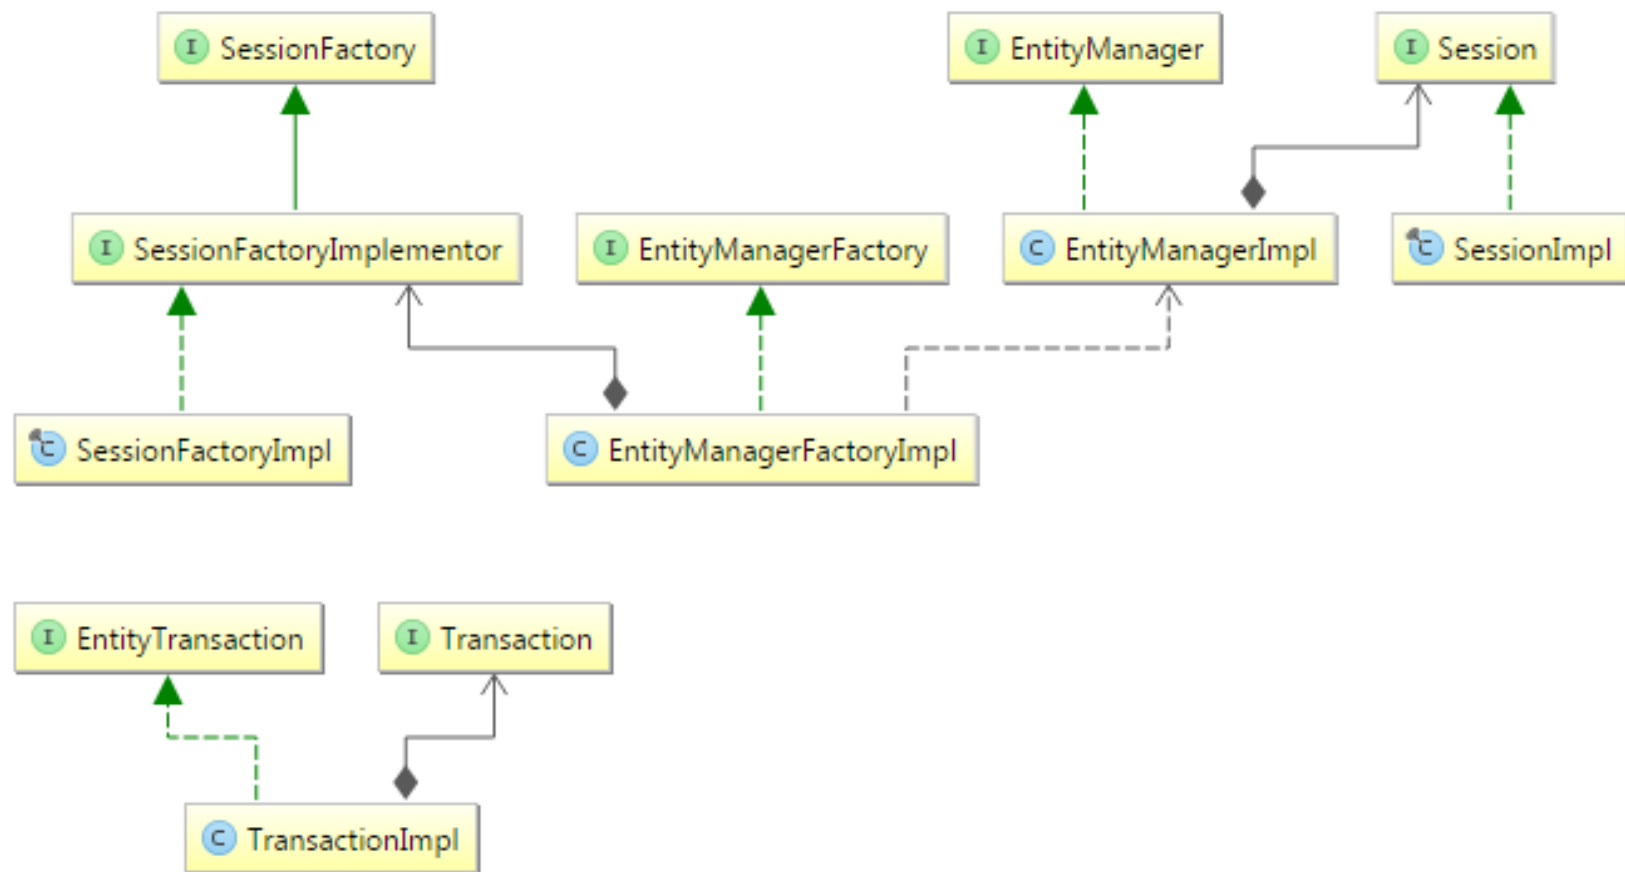 I SessionFactory
I EntityManager
I Session
I SessionFactoryImplementor
I EntityManagerFactory
C EntityManagerImpl
C SessionImpl
C SessionFactoryImpl
C EntityManagerFactoryImpl
I EntityTransaction
I Transaction
C TransactionImpl